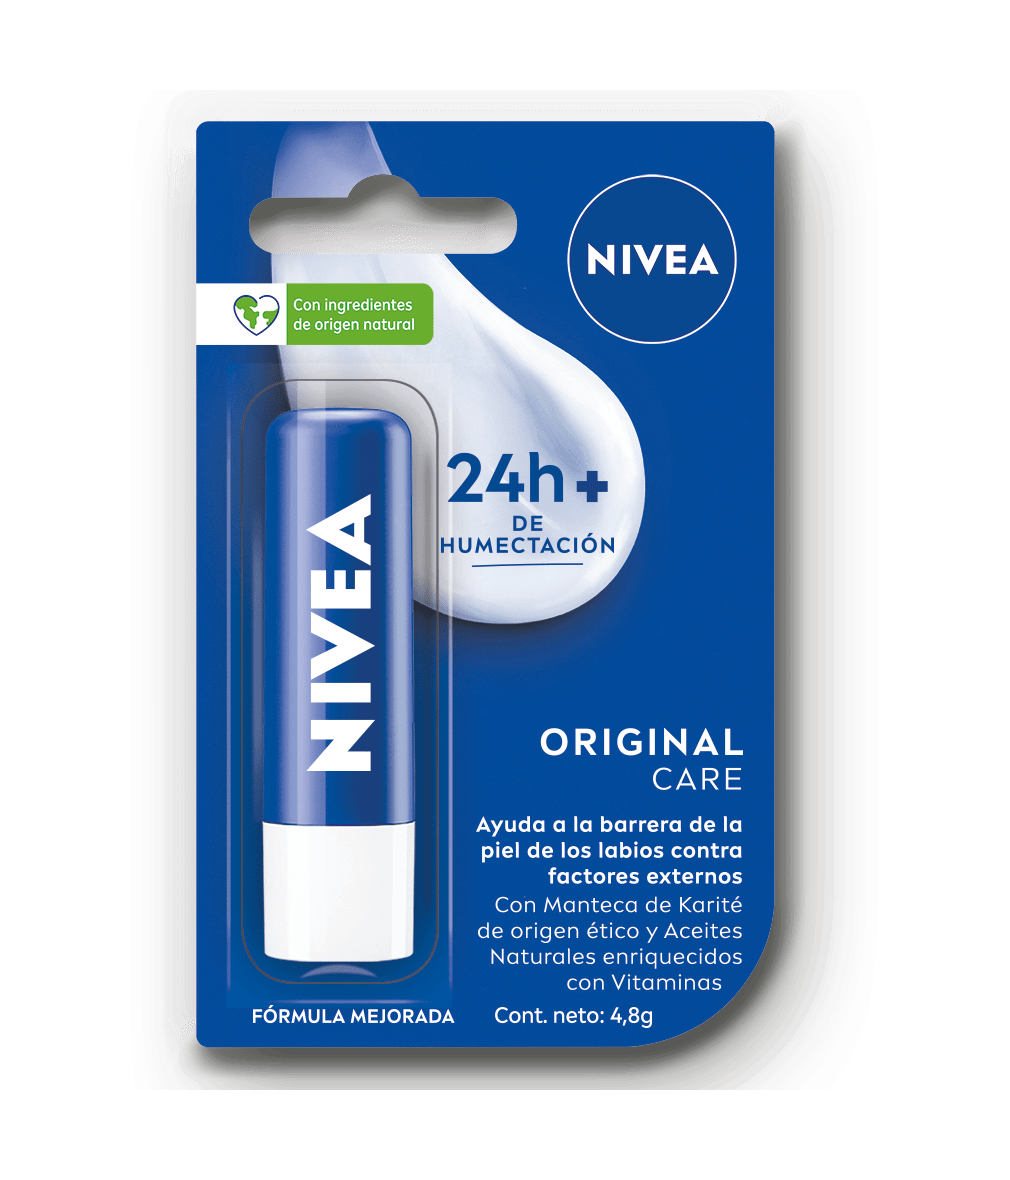 NIVEA
Con ingredientes
de origen natural
24h+
DE
HUMECTACIÓN
NIVEA
ORIGINAL
CARE
Ayuda a la barrera de la
piel de los labios contra
factores externos
Con Manteca de Karité
de origen ético y Aceites
Naturales enriquecidos
con Vitaminas
FÓRMULA MEJORADA
Cont. neto: 4,8g